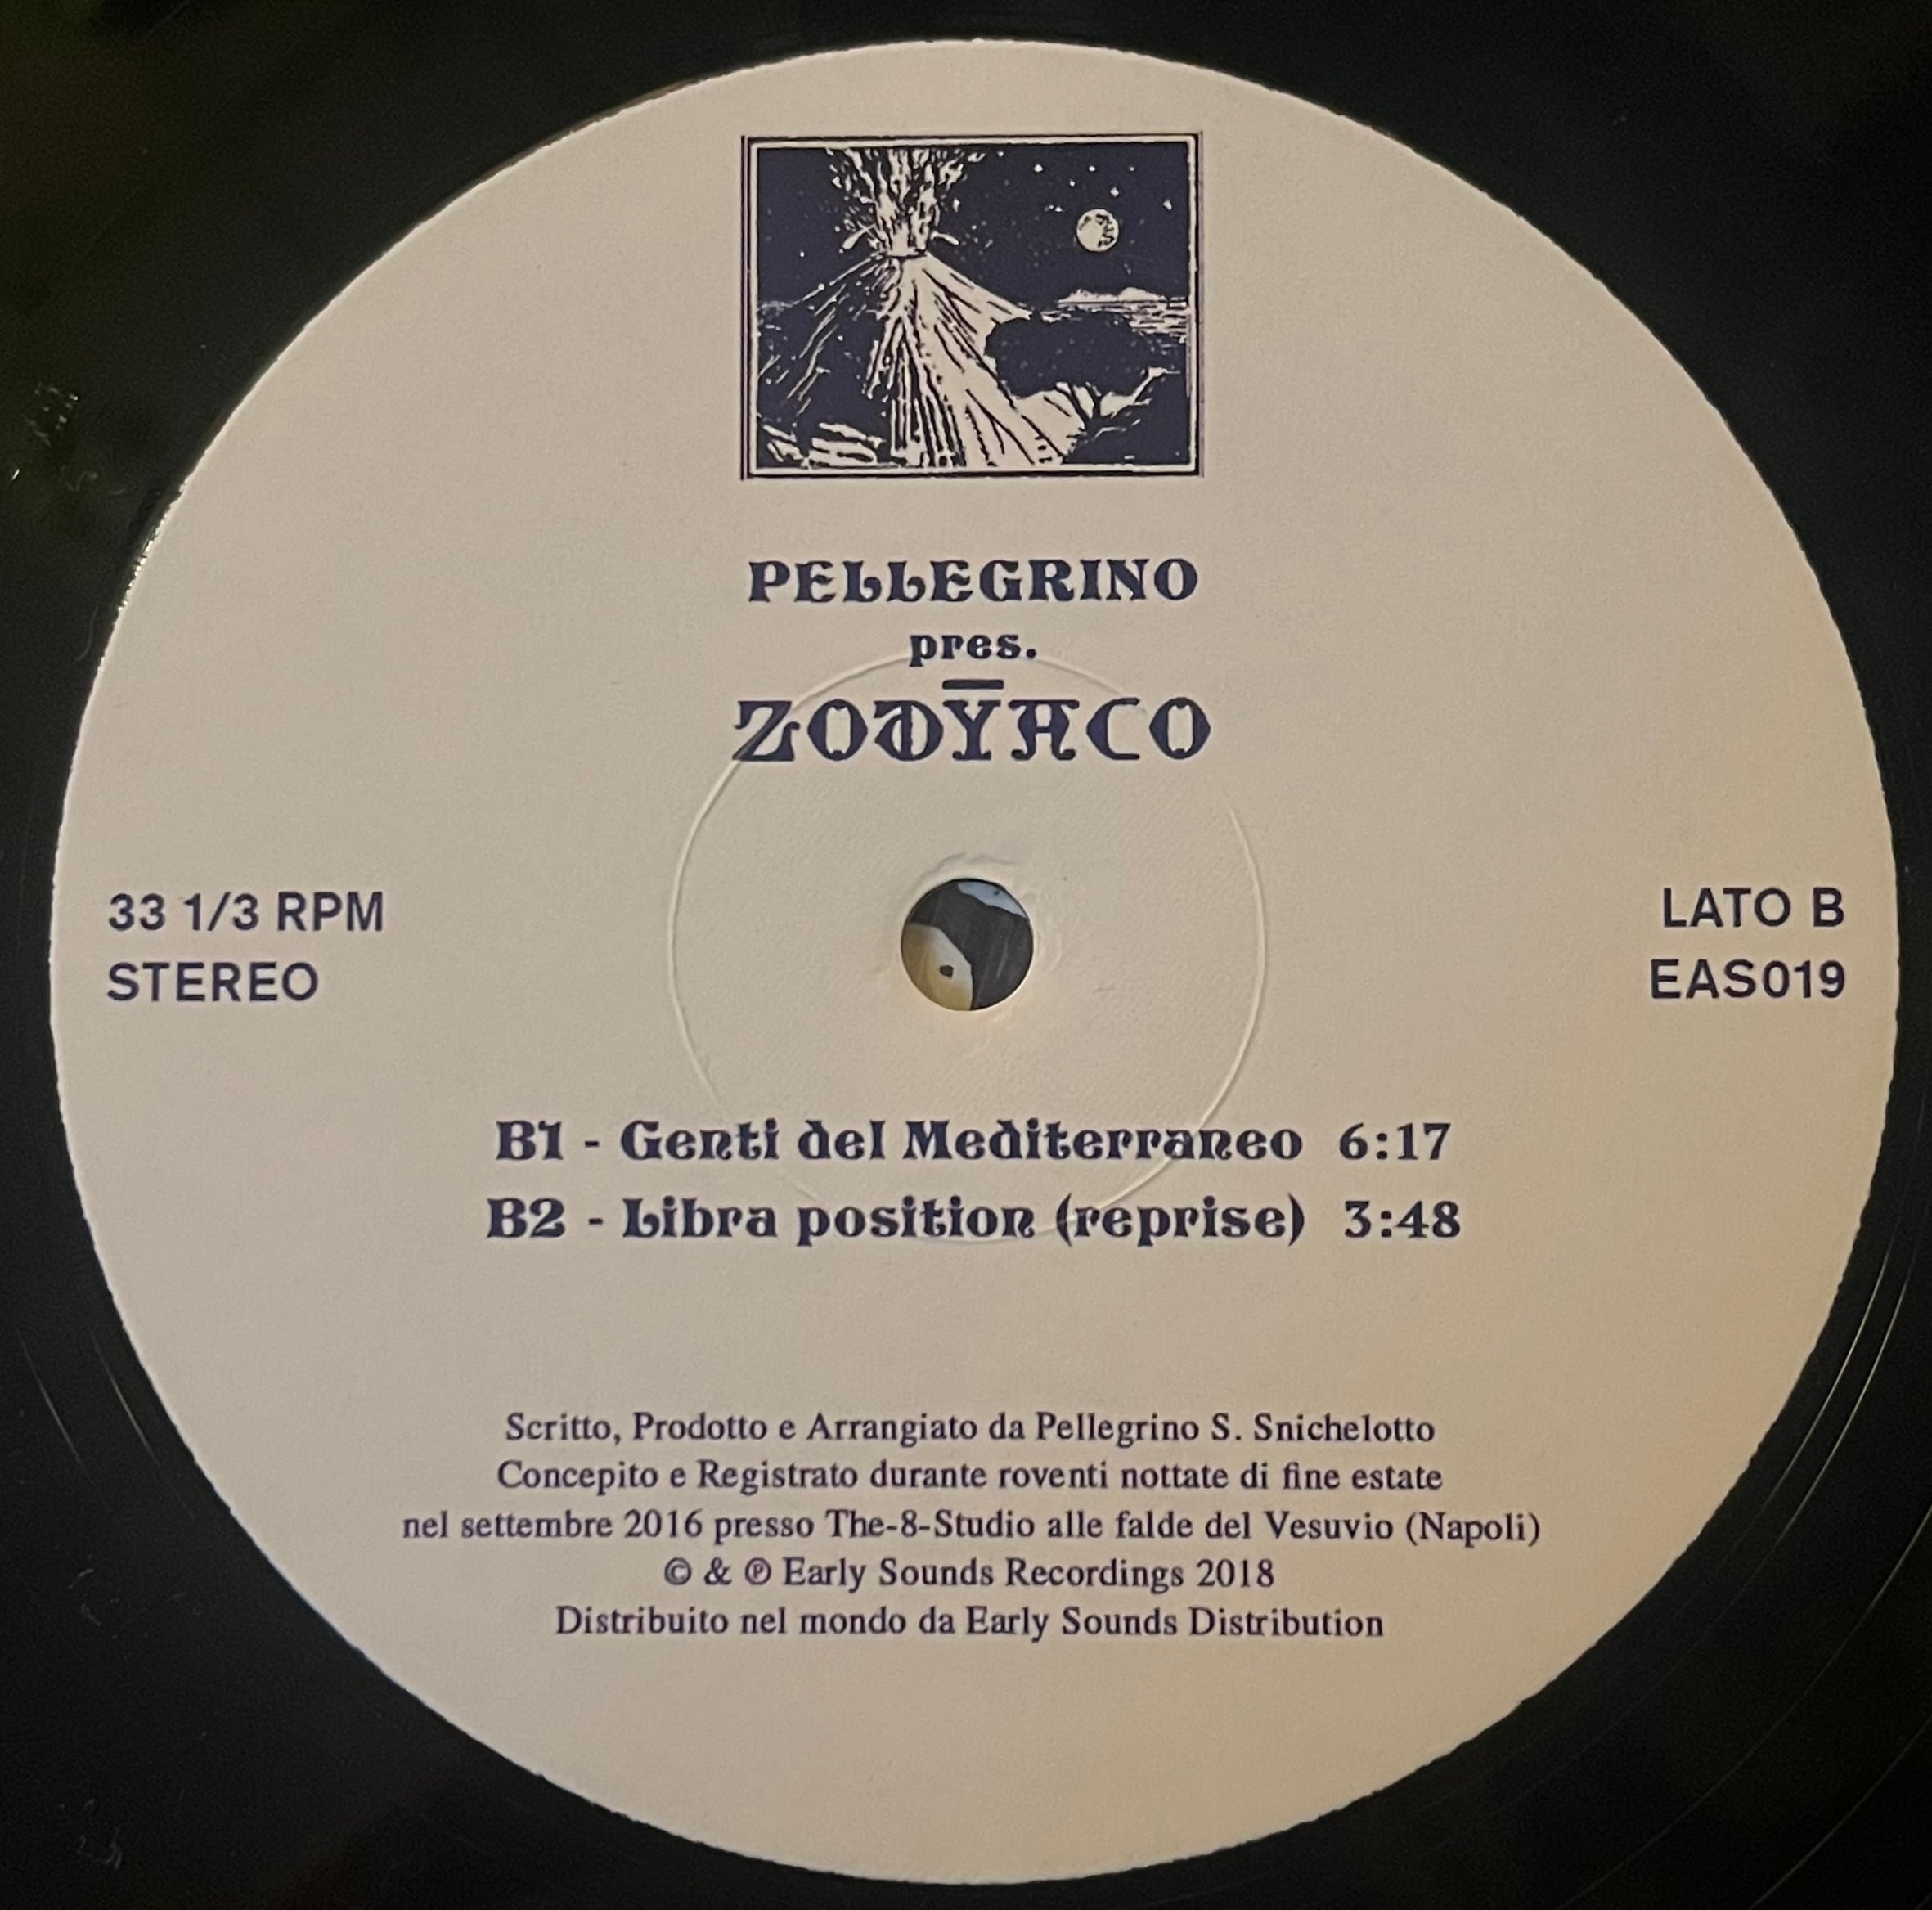 PELLEGRINO
pres.
ZODYACO
33 1/3 RPM
STEREO
LATO B
EAS019
B1 - Genti del Mediterraneo 6:17
B2 - Libra position (reprise) 3:48
Scritto, Prodotto e Arrangiato da Pellegrino S. Snichelotto
Concepito e Registrato durante roventi nottate di fine estate
nel settembre 2016 presso The-8-Studio alle falde del Vesuvio (Napoli)
© & ℗ Early Sounds Recordings 2018
Distribuito nel mondo da Early Sounds Distribution